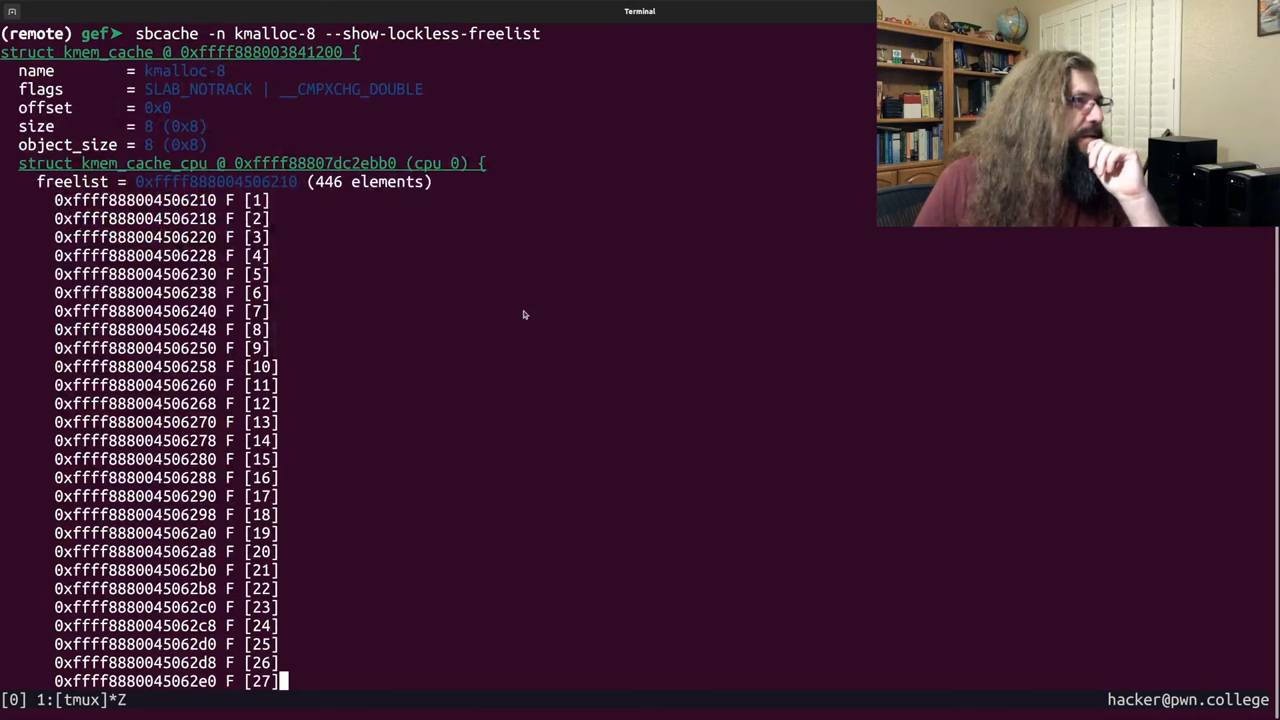 Terminal
(remote) gef➤ sbcache -n kmalloc-8 --show-lockless-freelist
struct kmem_cache @ 0xffff888003841200 {
name = kmalloc-8
flags = SLAB_NOTRACK | __CMPXCHG_DOUBLE
offset = 0x0
size = 8 (0x8)
object_size = 8 (0x8)
struct kmem_cache_cpu @ 0xffff88807dc2ebb0 (cpu 0) {
freelist = 0xffff888004506210 (446 elements)
0xffff888004506210 F [1]
0xffff888004506218 F [2]
0xffff888004506220 F [3]
0xffff888004506228 F [4]
0xffff888004506230 F [5]
0xffff888004506238 F [6]
0xffff888004506240 F [7]
0xffff888004506248 F [8]
0xffff888004506250 F [9]
0xffff888004506258 F [10]
0xffff888004506260 F [11]
0xffff888004506268 F [12]
0xffff888004506270 F [13]
0xffff888004506278 F [14]
0xffff888004506280 F [15]
0xffff888004506288 F [16]
0xffff888004506290 F [17]
0xffff888004506298 F [18]
0xffff8880045062a0 F [19]
0xffff8880045062a8 F [20]
0xffff8880045062b0 F [21]
0xffff8880045062b8 F [22]
0xffff8880045062c0 F [23]
0xffff8880045062c8 F [24]
0xffff8880045062d0 F [25]
0xffff8880045062d8 F [26]
0xffff8880045062e0 F [27]
[0] 1:[tmux]*Z
hacker@pwn.college